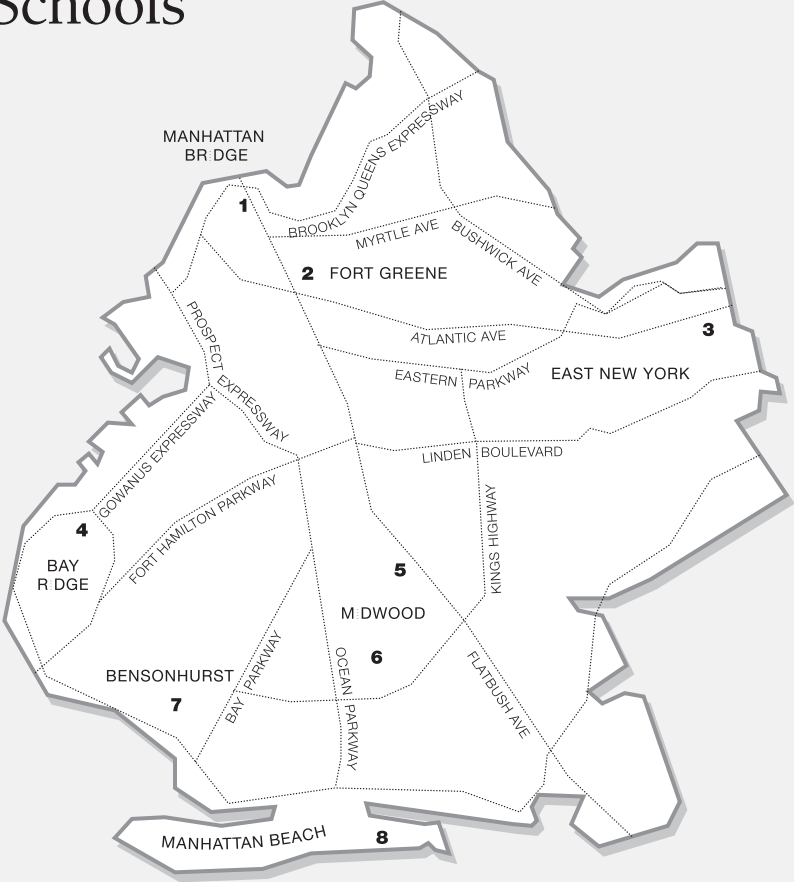 Schools
MANHATTAN
BRIDGE
1
BROOKLYN QUEENS EXPRESSWAY
MYRTLE AVE
BUSHWICK AVE
2 FORT GREENE
3
PROSPECT EXPRESSWAY
ATLANTIC AVE
EASTERN PARKWAY
EAST NEW YORK
GOWANUS EXPRESSWAY
LINDEN BOULEVARD
FORT HAMILTON PARKWAY
KINGS HIGHWAY
4
BAY
RIDGE
5
MIDWOOD
6
BENSONHURST
7
BAY PARKWAY
OCEAN PARKWAY
FLATBUSH AVE
MANHATTAN BEACH
8